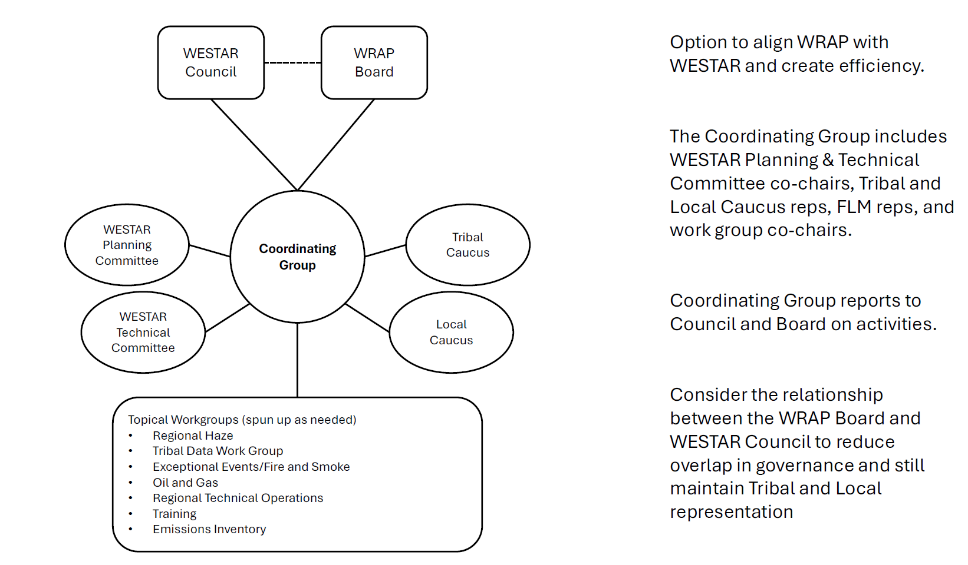 WESTAR
Council
WRAP
Board
Option to align WRAP with
WESTAR and create efficiency.
The Coordinating Group includes
WESTAR Planning & Technical
Committee co-chairs, Tribal and
Local Caucus reps, FLM reps, and
work group co-chairs.
WESTAR
Planning
Committee
Coordinating
Group
Tribal
Caucus
WESTAR
Technical
Committee
Local
Caucus
Coordinating Group reports to
Council and Board on activities.
Topical Workgroups (spun up as needed)
• Regional Haze
• Tribal Data Work Group
• Exceptional Events/Fire and Smoke
• Oil and Gas
• Regional Technical Operations
• Training
• Emissions Inventory
Consider the relationship
between the WRAP Board and
WESTAR Council to reduce
overlap in governance and still
maintain Tribal and Local
representation